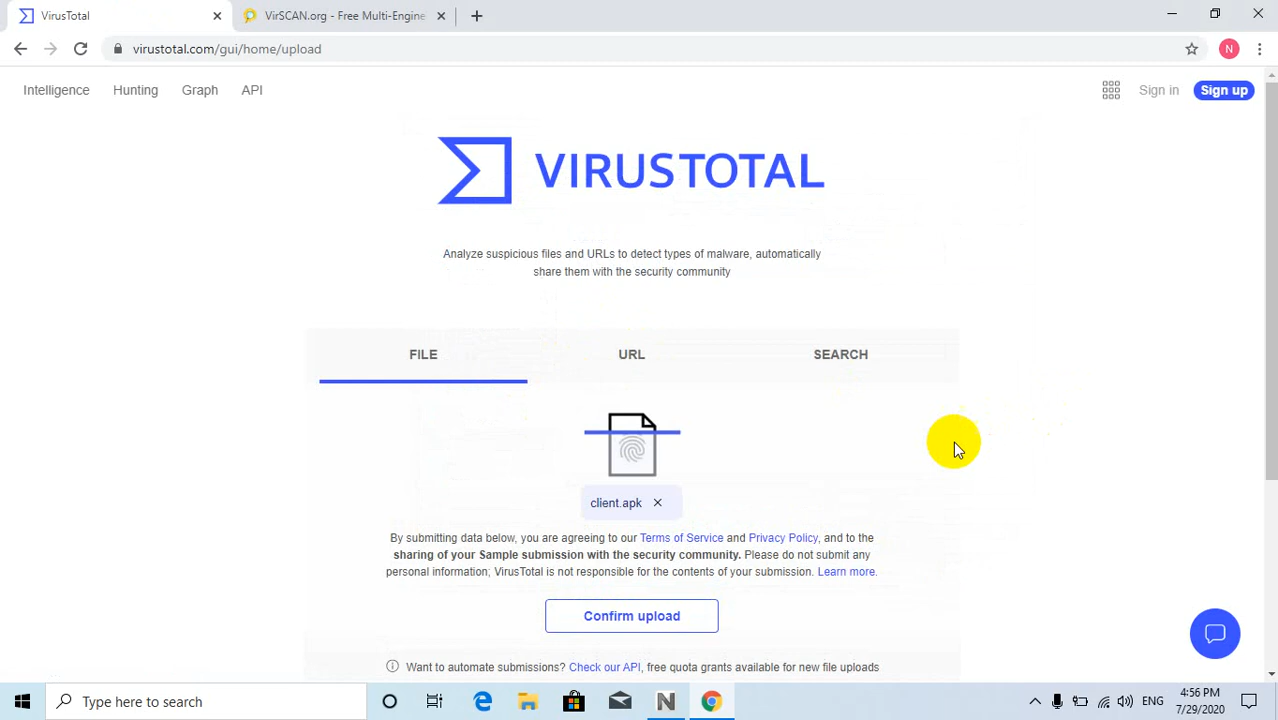 VirusTotal
VirSCAN.org - Free Multi-Engine
virustotal.com/gui/home/upload
N
Intelligence Hunting Graph API
Sign in Sign up
VIRUSTOTAL
Analyze suspicious files and URLs to detect types of malware, automatically
share them with the security community
FILE URL SEARCH
client.apk
By submitting data below, you are agreeing to our Terms of Service and Privacy Policy, and to the
sharing of your Sample submission with the security community. Please do not submit any
personal information; VirusTotal is not responsible for the contents of your submission. Learn more.
Confirm upload
Want to automate submissions? Check our API, free quota grants available for new file uploads
Type here to search
N
ENG
4:56 PM
7/29/2020